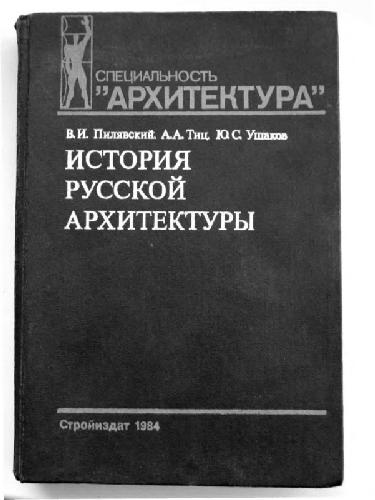 СПЕЦИАЛЬНОСТЬ
"АРХИТЕКТУРА"
В.И. Пилявский, А.А. Тиц, Ю.С. Ушаков
ИСТОРИЯ
РУССКОЙ
АРХИТЕКТУРЫ
Стройиздат 1984